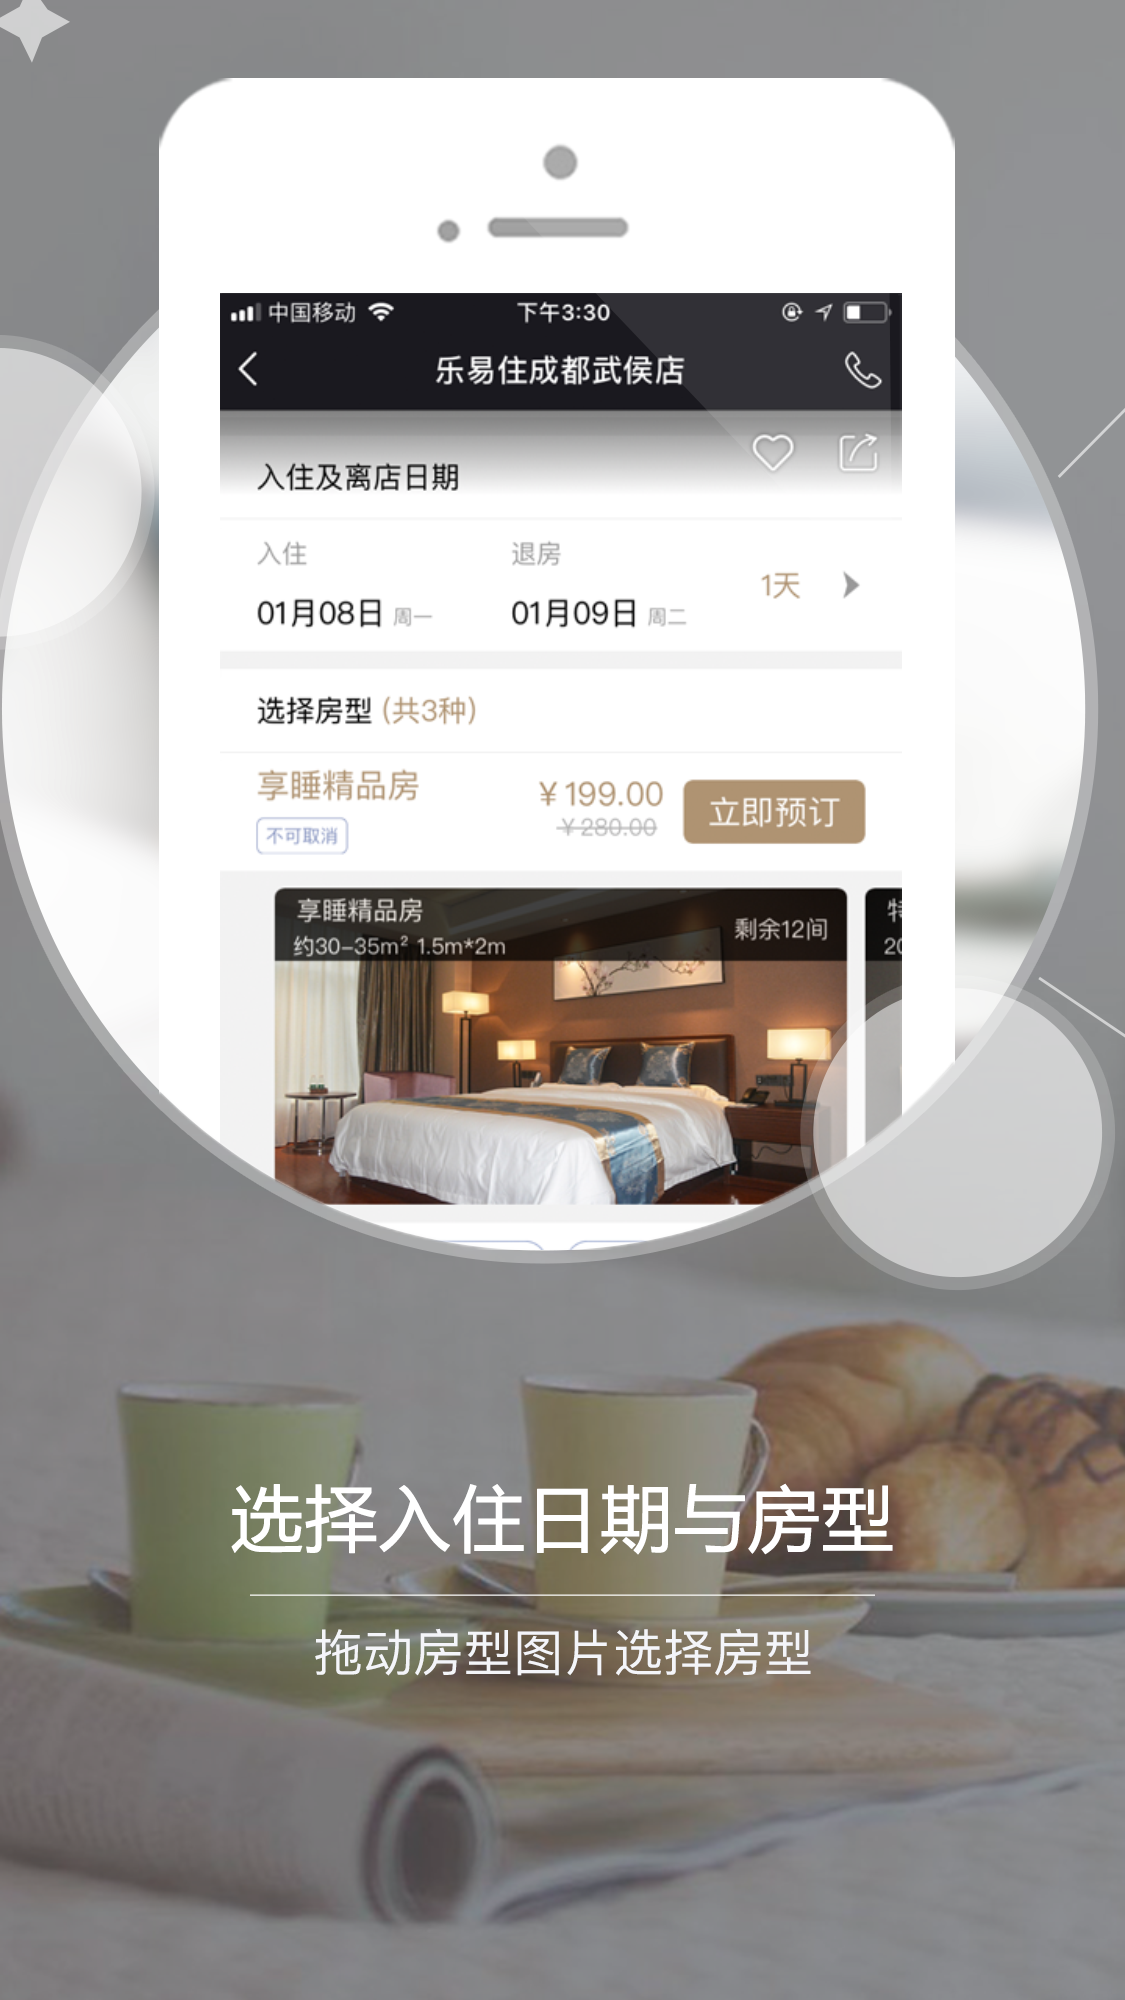 中国移动 下午3:30
乐易住成都武侯店
入住及离店日期
入住 退房
01月08日 周一 01月09日 周二 1天
选择房型 (共3种)
享睡精品房 ¥199.00 立即预订
不可取消 ¥280.00
享睡精品房 剩余12间
约30-35m² 1.5m*2m
选择入住日期与房型
拖动房型图片选择房型